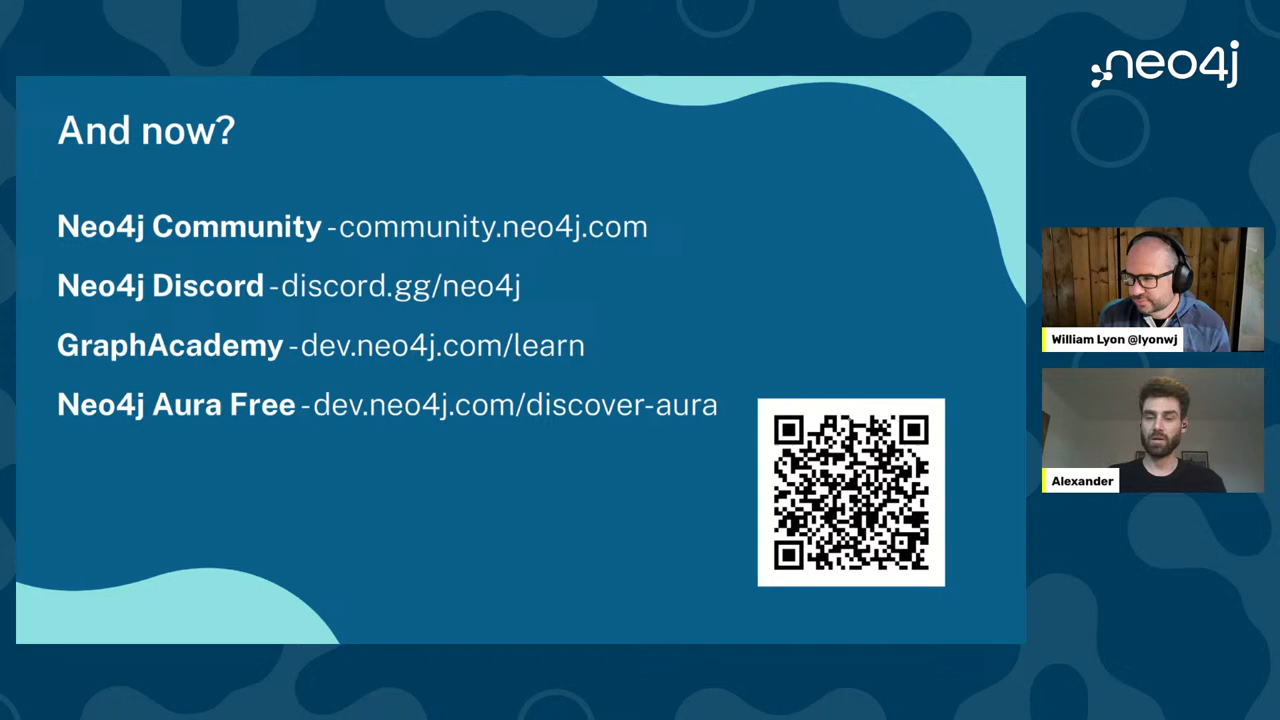 neo4j
And now?
Neo4j Community - community.neo4j.com
Neo4j Discord - discord.gg/neo4j
GraphAcademy - dev.neo4j.com/learn
Neo4j Aura Free - dev.neo4j.com/discover-aura
William Lyon @lyonwj
Alexander